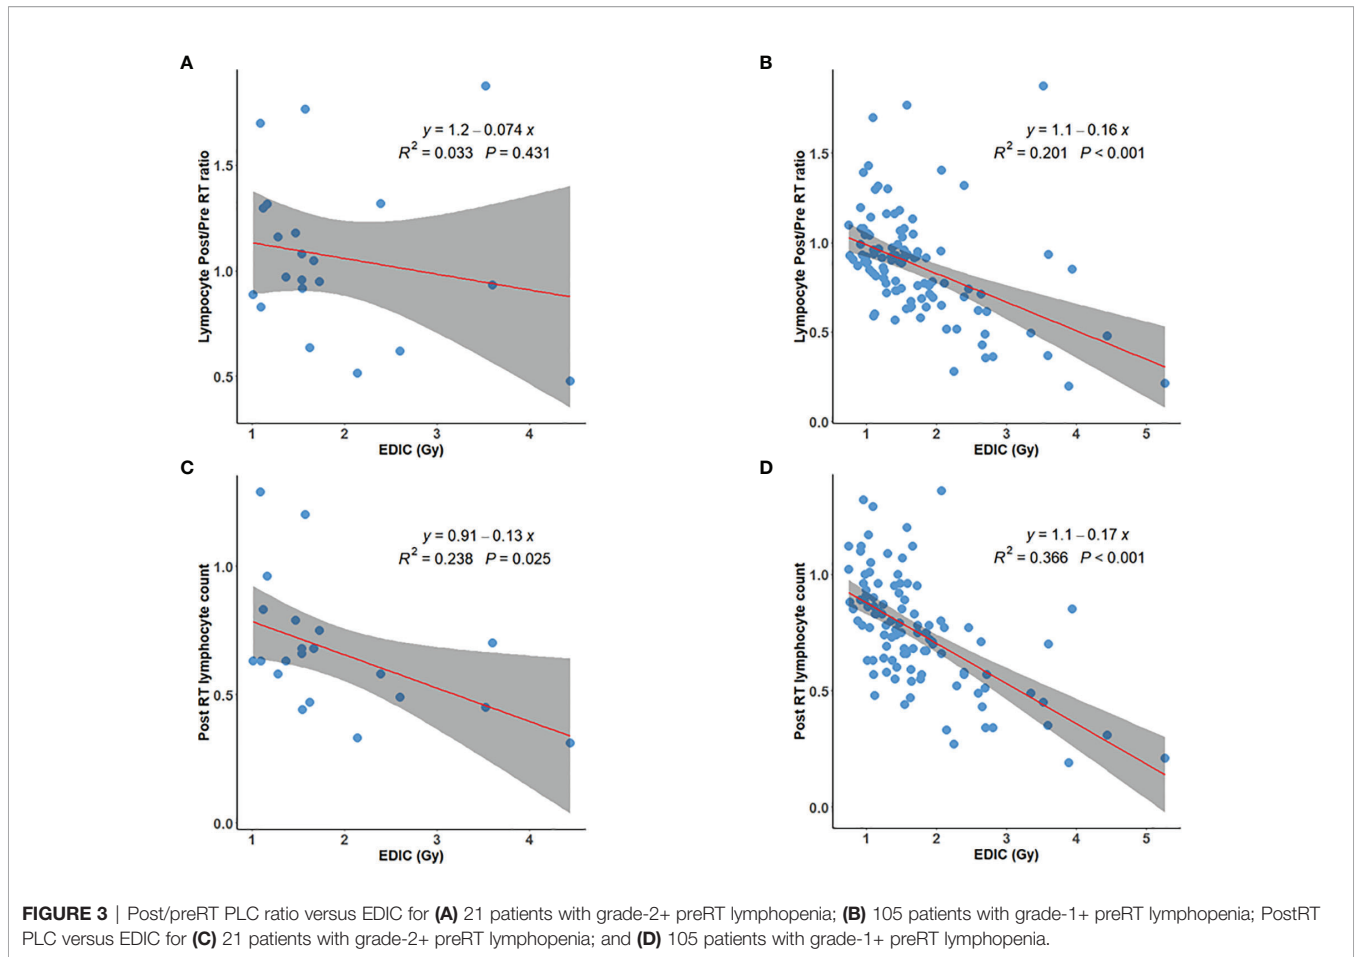 A
y = 1.2 – 0.074 x
R² = 0.033 P = 0.431
Lympocyte Post/Pre RT ratio
1.5
1.0
0.5
1 2 3 4
EDIC (Gy)
B
y = 1.1 – 0.16 x
R² = 0.201 P < 0.001
Lympocyte Post/Pre RT ratio
1.5
1.0
0.5
0.0
1 2 3 4 5
EDIC (Gy)
C
y = 0.91 – 0.13 x
R² = 0.238 P = 0.025
Post RT lymphocyte count
1.0
0.5
0.0
1 2 3 4
EDIC (Gy)
D
y = 1.1 – 0.17 x
R² = 0.366 P < 0.001
Post RT lymphocyte count
1.0
0.5
0.0
1 2 3 4 5
EDIC (Gy)
FIGURE 3 | Post/preRT PLC ratio versus EDIC for (A) 21 patients with grade-2+ preRT lymphopenia; (B) 105 patients with grade-1+ preRT lymphopenia; PostRT
PLC versus EDIC for (C) 21 patients with grade-2+ preRT lymphopenia; and (D) 105 patients with grade-1+ preRT lymphopenia.